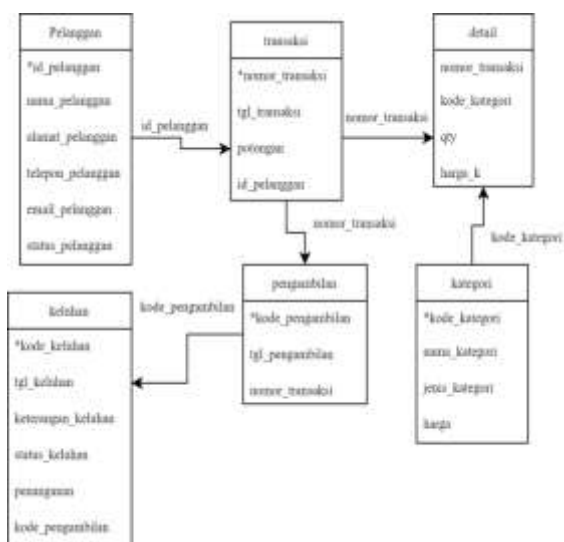 Pelanggan
*id_pelanggan
nama_pelanggan
alamat_pelanggan
telepon_pelanggan
email_pelanggan
status_pelanggan
id_pelanggan
transaksi
*nomor_transaksi
tgl_transaksi
potongan
id_pelanggan
nomor_transaksi
detail
nomor_transaksi
kode_kategori
qty
harga_k
nomor_transaksi
kode_kategori
keluhan
*kode_keluhan
tgl_keluhan
keterangan_keluhan
status_keluhan
penanganan
kode_pengambilan
kode_pengambilan
pengambilan
*kode_pengambilan
tgl_pengambilan
nomor_transaksi
kategori
*kode_kategori
nama_kategori
jenis_kategori
harga